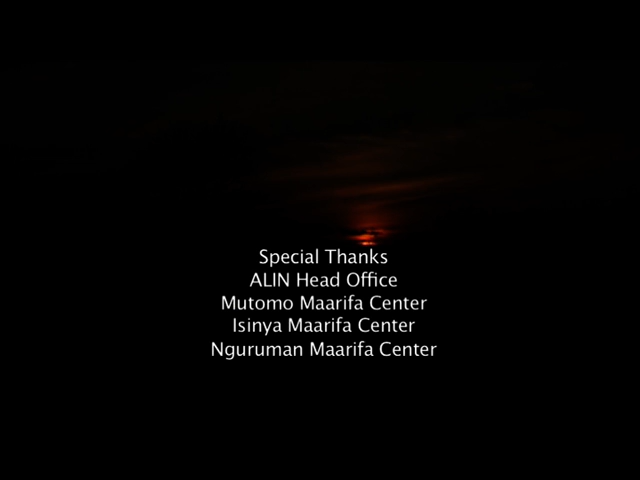 Special Thanks
ALIN Head Office
Mutomo Maarifa Center
Isinya Maarifa Center
Nguruman Maarifa Center